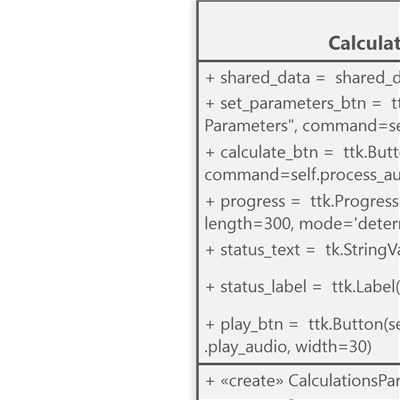 Calculat
+ shared_data =  shared_d
+ set_parameters_btn =  tt
Parameters", command=se
+ calculate_btn =  ttk.Butt
command=self.process_au
+ progress =  ttk.Progress
length=300, mode='deter
+ status_text =  tk.StringVa
+ status_label =  ttk.Label(
+ play_btn =  ttk.Button(se
.play_audio, width=30)
+ «create» CalculationsPar